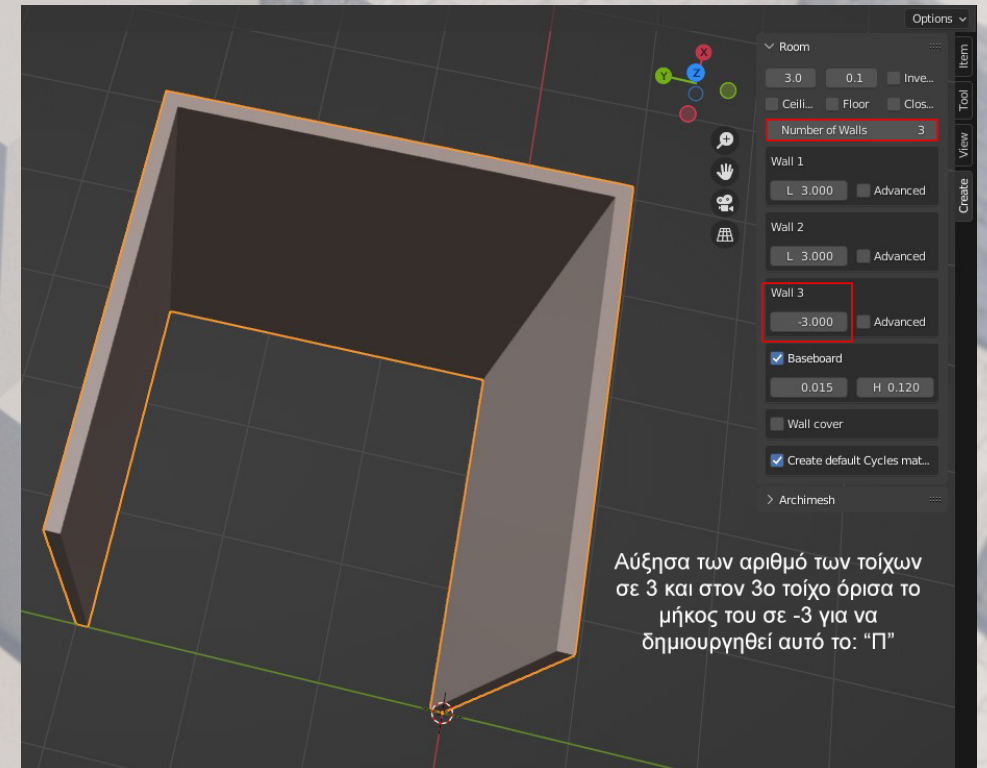 Options
Room
Item
3.0 0.1 Inve...
Ceili... Floor Clos...
Tool
Number of Walls 3
View
Wall 1
L 3.000 Advanced
Create
Wall 2
L 3.000 Advanced
Wall 3
-3.000 Advanced
Baseboard
0.015 H 0.120
Wall cover
Create default Cycles mat...
Archimesh
X
Y
Z
Αύξησα των αριθμό των τοίχων
σε 3 και στον 3ο τοίχο όρισα το
μήκος του σε -3 για να
δημιουργηθεί αυτό το: “Π”